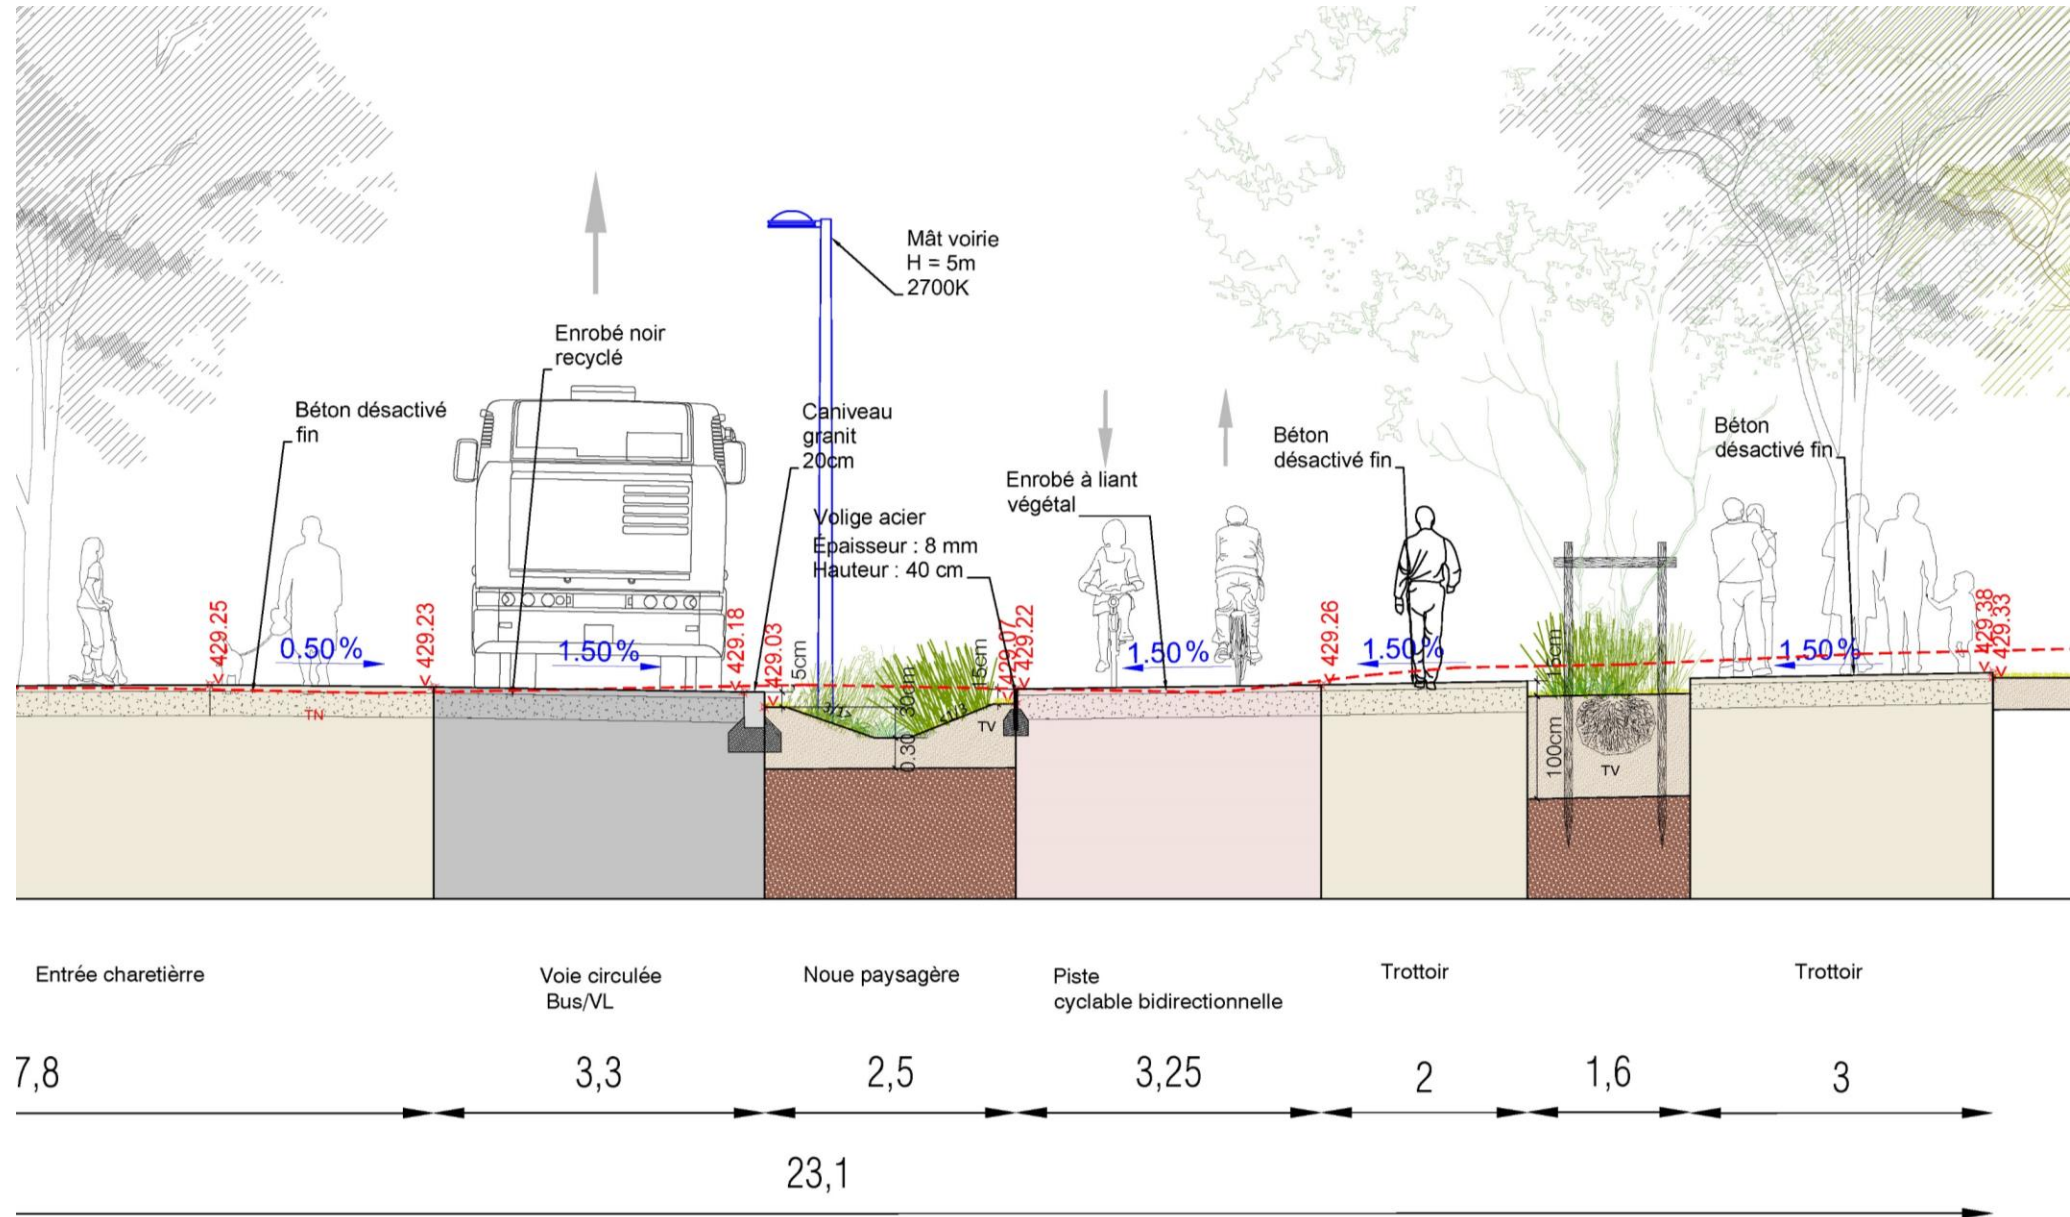 Mât voirie
H = 5m
2700K
Enrobé noir
recyclé
Béton désactivé
fin
Caniveau
granit
20cm
Volige acier
Épaisseur : 8 mm
Hauteur : 40 cm
Enrobé à liant
végétal
Béton
désactivé fin
Béton
désactivé fin
429.25
0.50%
429.23
1.50%
429.18
429.03
5cm
30cm
15cm
429.07
429.22
1.50%
429.26
1.50%
15cm
1.50%
429.38
429.33
TN
TV
0.30
100cm
TV
Entrée charetièrre
Voie circulée
Bus/VL
Noue paysagère
Piste
cyclable bidirectionnelle
Trottoir
Trottoir
7,8
3,3
2,5
3,25
2
1,6
3
23,1